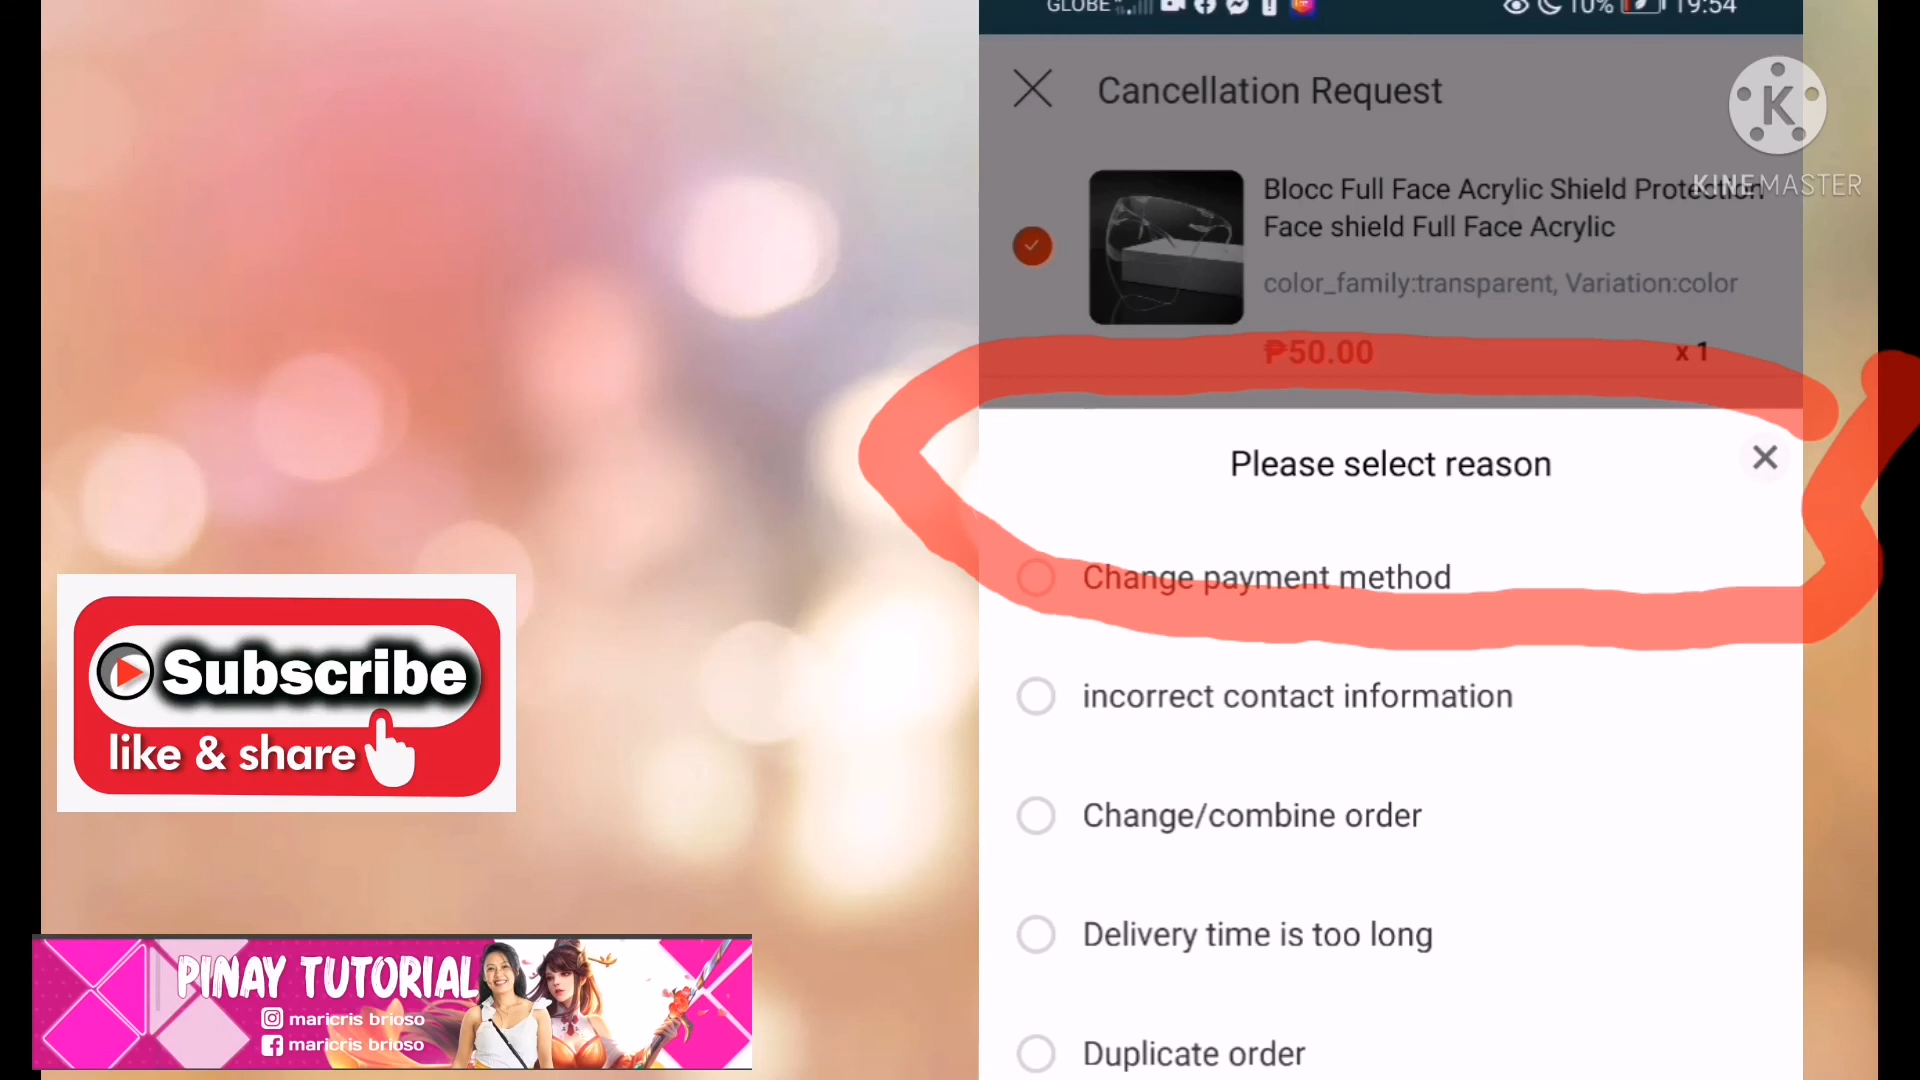 GLOBE 10% 19:54
Cancellation Request
K
KINEMASTER
Blocc Full Face Acrylic Shield Protection
Face shield Full Face Acrylic
color_family:transparent, Variation:color
₱50.00 x 1
Please select reason
Change payment method
incorrect contact information
Change/combine order
Delivery time is too long
Duplicate order
Subscribe
like & share
PINAY TUTORIAL
maricris brioso
maricris brioso